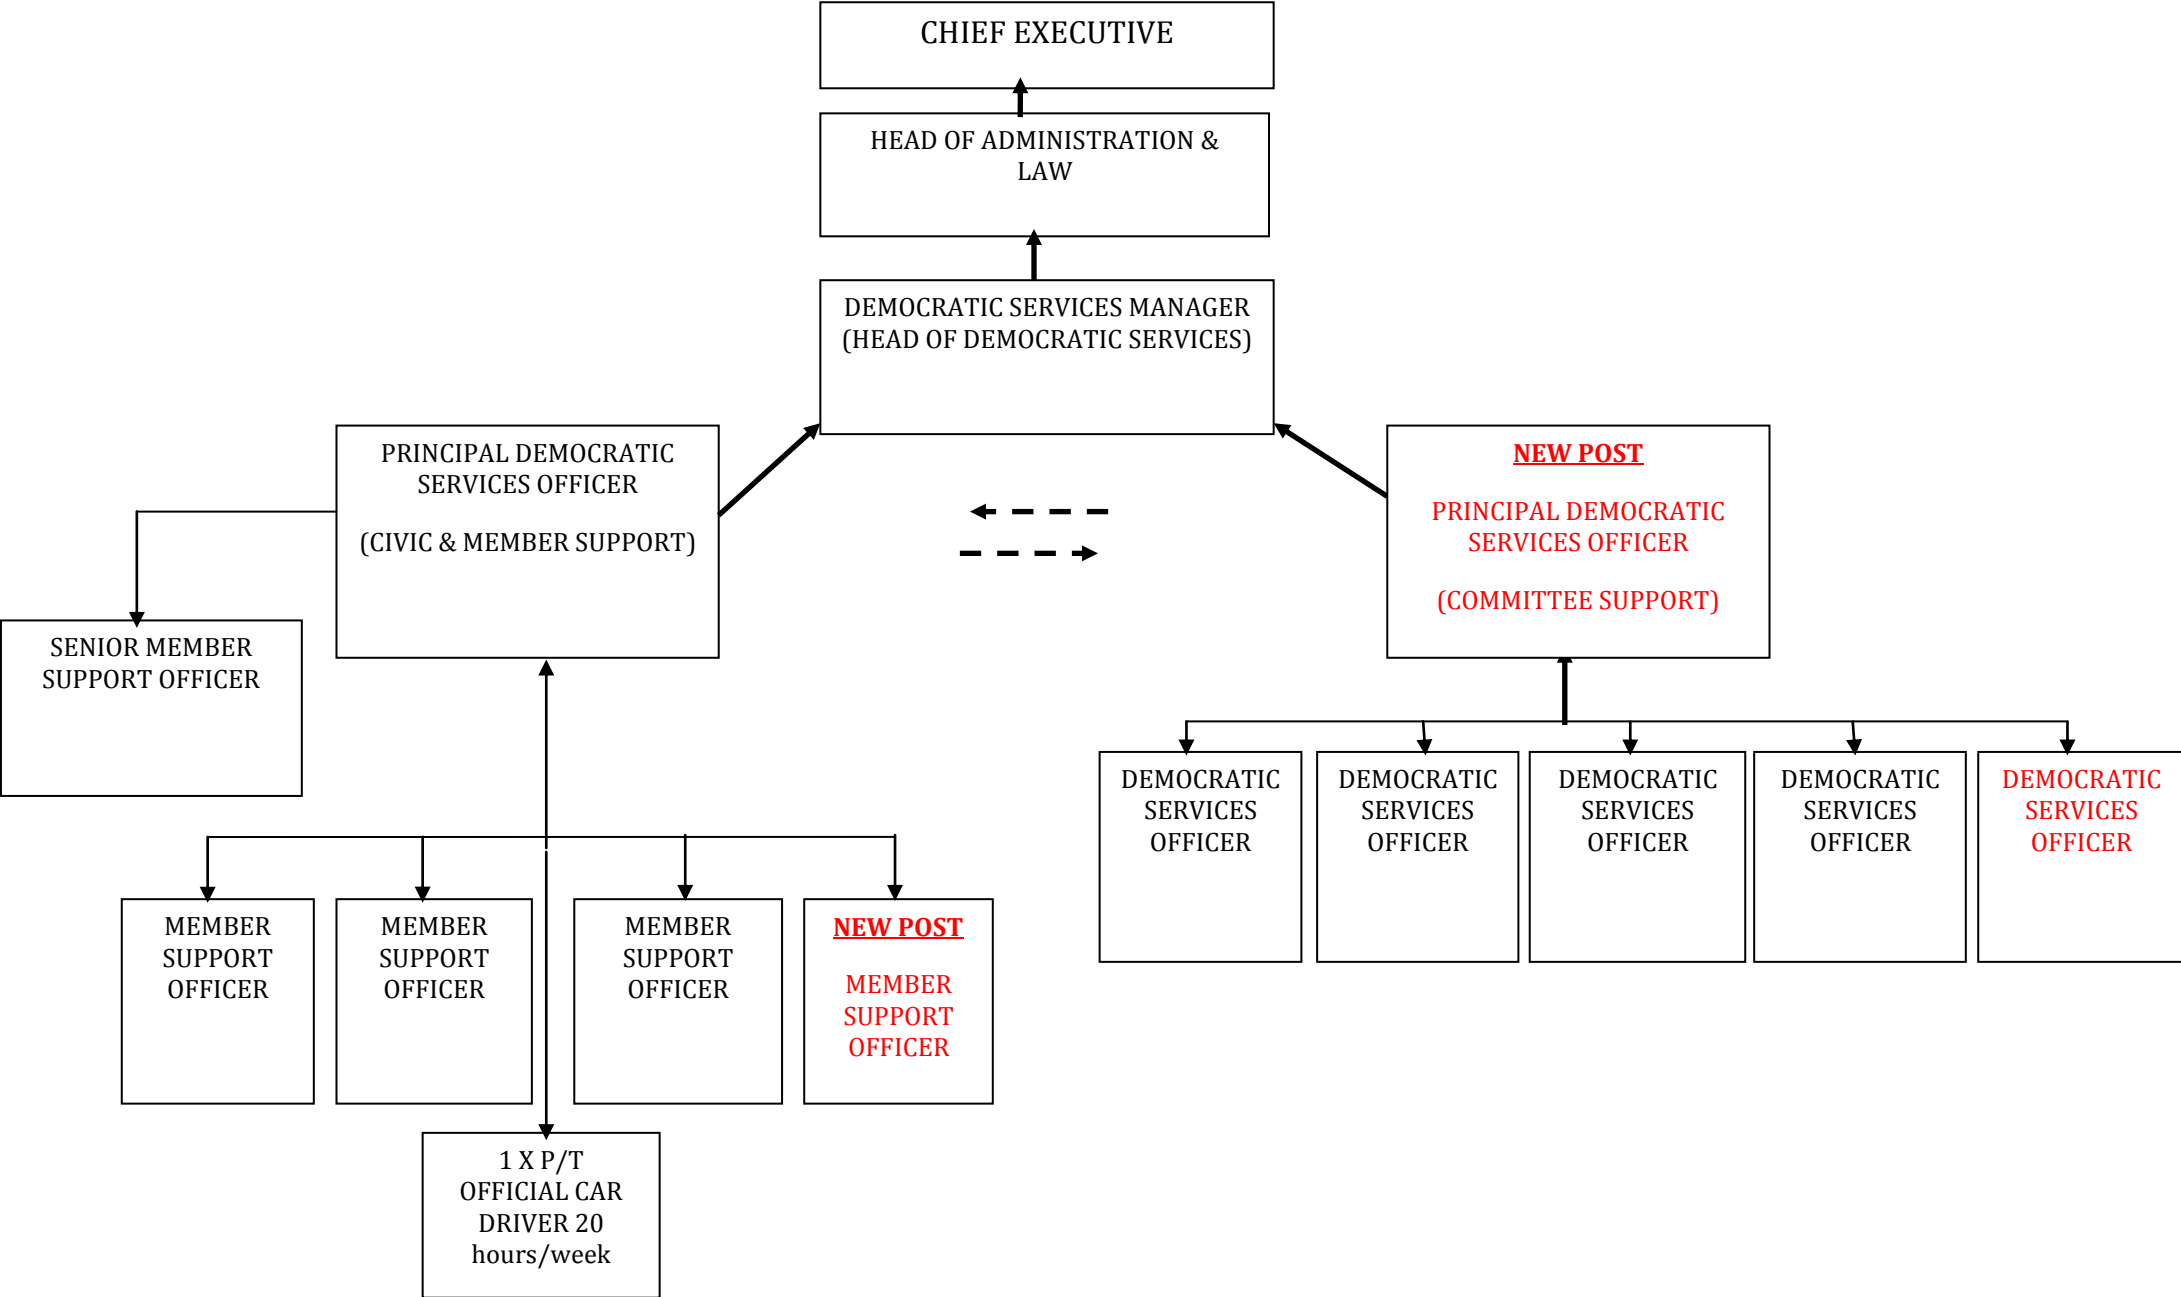 CHIEF EXECUTIVE
HEAD OF ADMINISTRATION &
LAW
DEMOCRATIC SERVICES MANAGER
(HEAD OF DEMOCRATIC SERVICES)
PRINCIPAL DEMOCRATIC
SERVICES OFFICER
(CIVIC & MEMBER SUPPORT)
NEW POST
PRINCIPAL DEMOCRATIC
SERVICES OFFICER
(COMMITTEE SUPPORT)
SENIOR MEMBER
SUPPORT OFFICER
DEMOCRATIC
SERVICES
OFFICER
DEMOCRATIC
SERVICES
OFFICER
DEMOCRATIC
SERVICES
OFFICER
DEMOCRATIC
SERVICES
OFFICER
DEMOCRATIC
SERVICES
OFFICER
MEMBER
SUPPORT
OFFICER
MEMBER
SUPPORT
OFFICER
MEMBER
SUPPORT
OFFICER
NEW POST
MEMBER
SUPPORT
OFFICER
1 X P/T
OFFICIAL CAR
DRIVER 20
hours/week